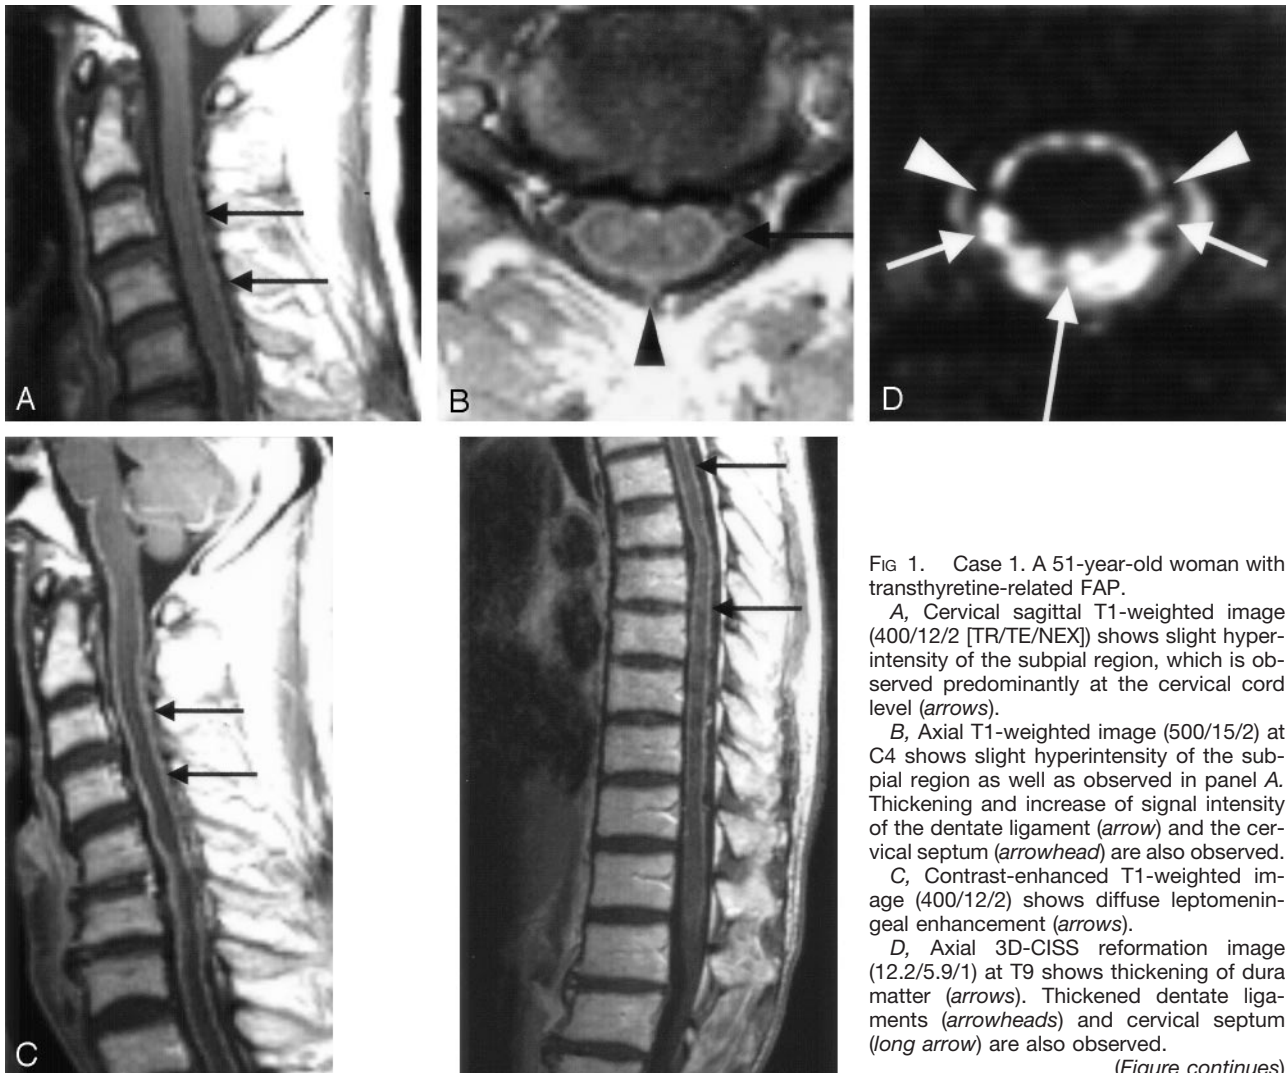 A
B
D
C
FIG 1. Case 1. A 51-year-old woman with
transthyretine-related FAP.
A, Cervical sagittal T1-weighted image
(400/12/2 [TR/TE/NEX]) shows slight hyper-
intensity of the subpial region, which is ob-
served predominantly at the cervical cord
level (arrows).
B, Axial T1-weighted image (500/15/2) at
C4 shows slight hyperintensity of the sub-
pial region as well as observed in panel A.
Thickening and increase of signal intensity
of the dentate ligament (arrow) and the cer-
vical septum (arrowhead) are also observed.
C, Contrast-enhanced T1-weighted im-
age (400/12/2) shows diffuse leptomenin-
geal enhancement (arrows).
D, Axial 3D-CISS reformation image
(12.2/5.9/1) at T9 shows thickening of dura
matter (arrows). Thickened dentate liga-
ments (arrowheads) and cervical septum
(long arrow) are also observed.
(Figure continues)